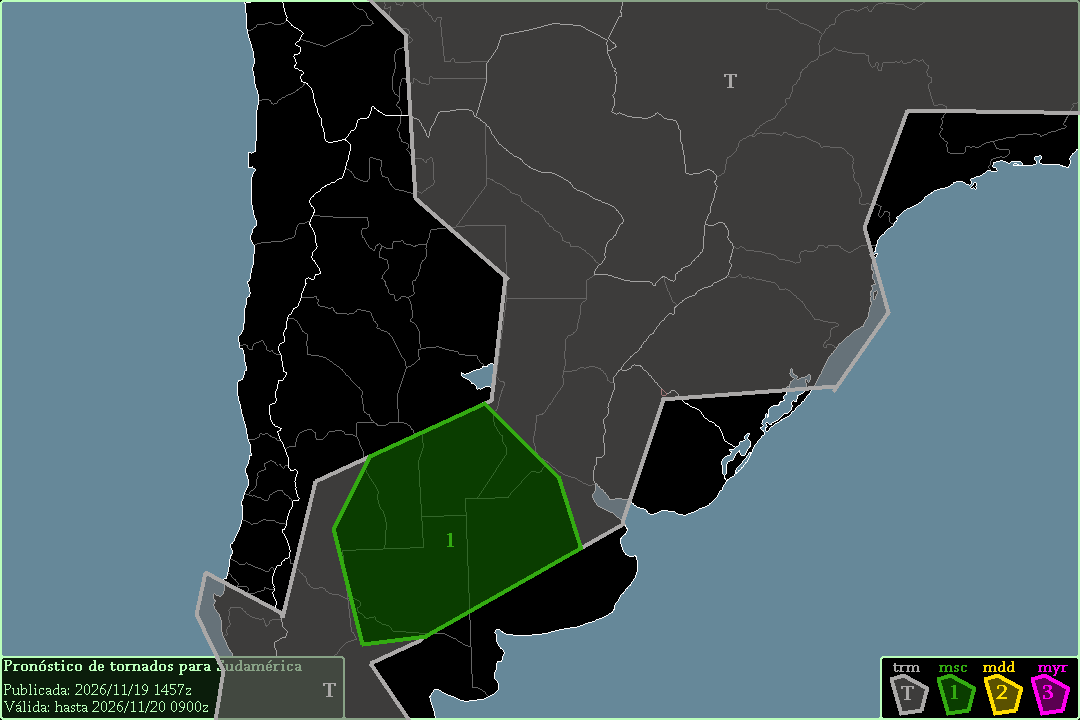 T
1
Pronóstico de tornados para Sudamérica
Publicada: 2026/11/19 1457z
Válida: hasta 2026/11/20 0900z
T
trm msc mdd myr
T 1 2 3